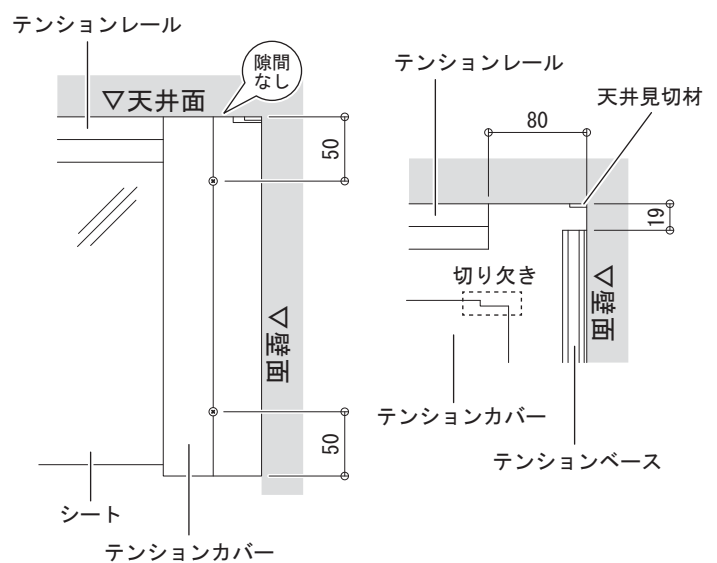 テンションレール
隙間
なし
▽天井面
50
▽壁面
50
シート
テンションカバー
テンションレール
天井見切材
80
19
切り欠き
▽壁面
テンションカバー
テンションベース